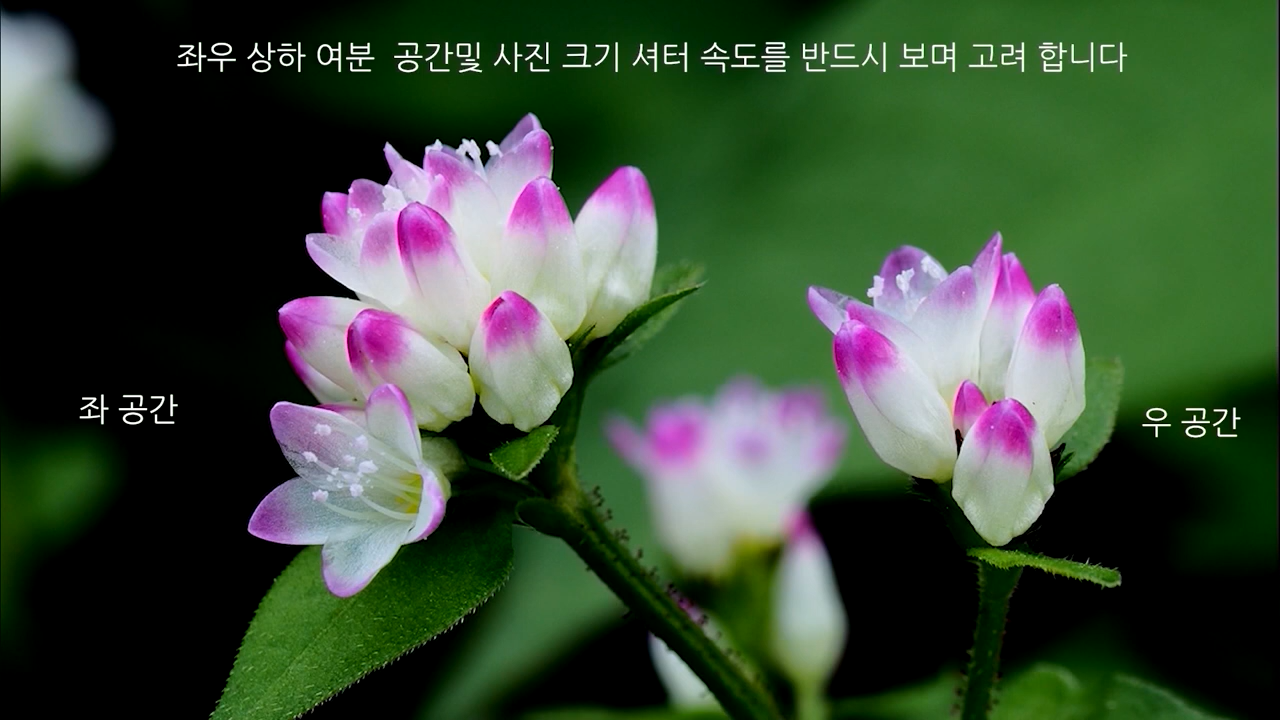 좌우 상하 여분 공간및 사진 크기 셔터 속도를 반드시 보며 고려 합니다
좌 공간
우 공간